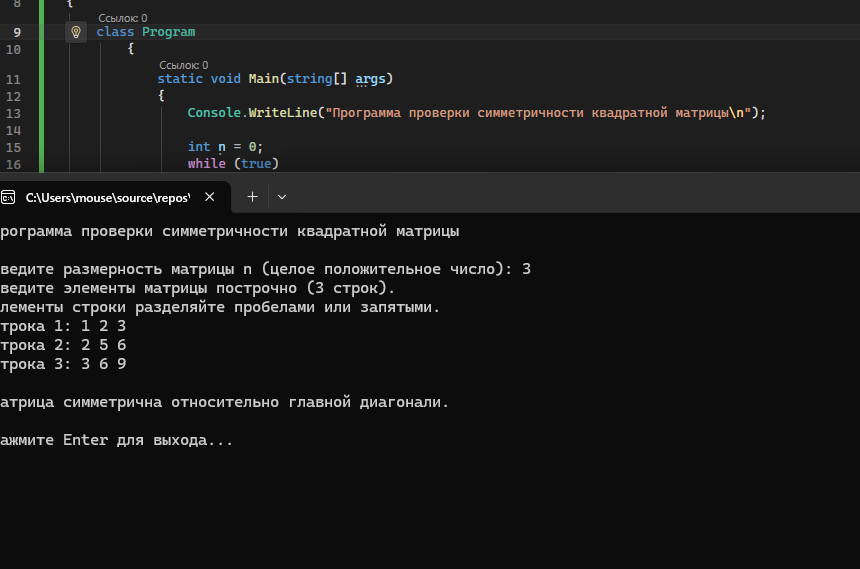 8 {
Ссылок: 0
9 class Program
10 {
Ссылок: 0
11 static void Main(string[] args)
12 {
13 Console.WriteLine("Программа проверки симметричности квадратной матрицы\n");
14
15 int n = 0;
16 while (true)
C:\Users\mouse\source\repos\
рограмма проверки симметричности квадратной матрицы
ведите размерность матрицы n (целое положительное число): 3
ведите элементы матрицы построчно (3 строк).
лементы строки разделяйте пробелами или запятыми.
трока 1: 1 2 3
трока 2: 2 5 6
трока 3: 3 6 9
атрица симметрична относительно главной диагонали.
ажмите Enter для выхода...